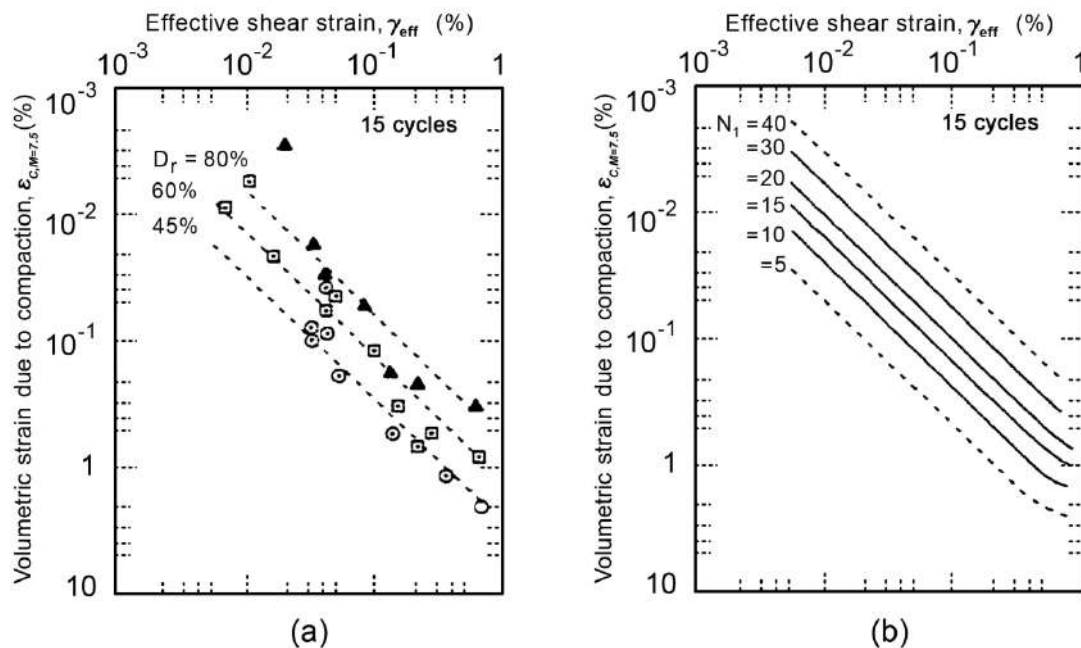 Effective shear strain, γeff (%)
10⁻³ 10⁻² 10⁻¹ 1
Volumetric strain due to compaction, εC,M=7.5(%)
10⁻³
15 cycles
Dr = 80%
60%
10⁻²
45%
10⁻¹
1
10
(a)
Effective shear strain, γeff (%)
10⁻³ 10⁻² 10⁻¹ 1
Volumetric strain due to compaction, εC,M=7.5(%)
10⁻³
N1 =40 15 cycles
=30
=20
10⁻²
=15
=10
=5
10⁻¹
1
10
(b)